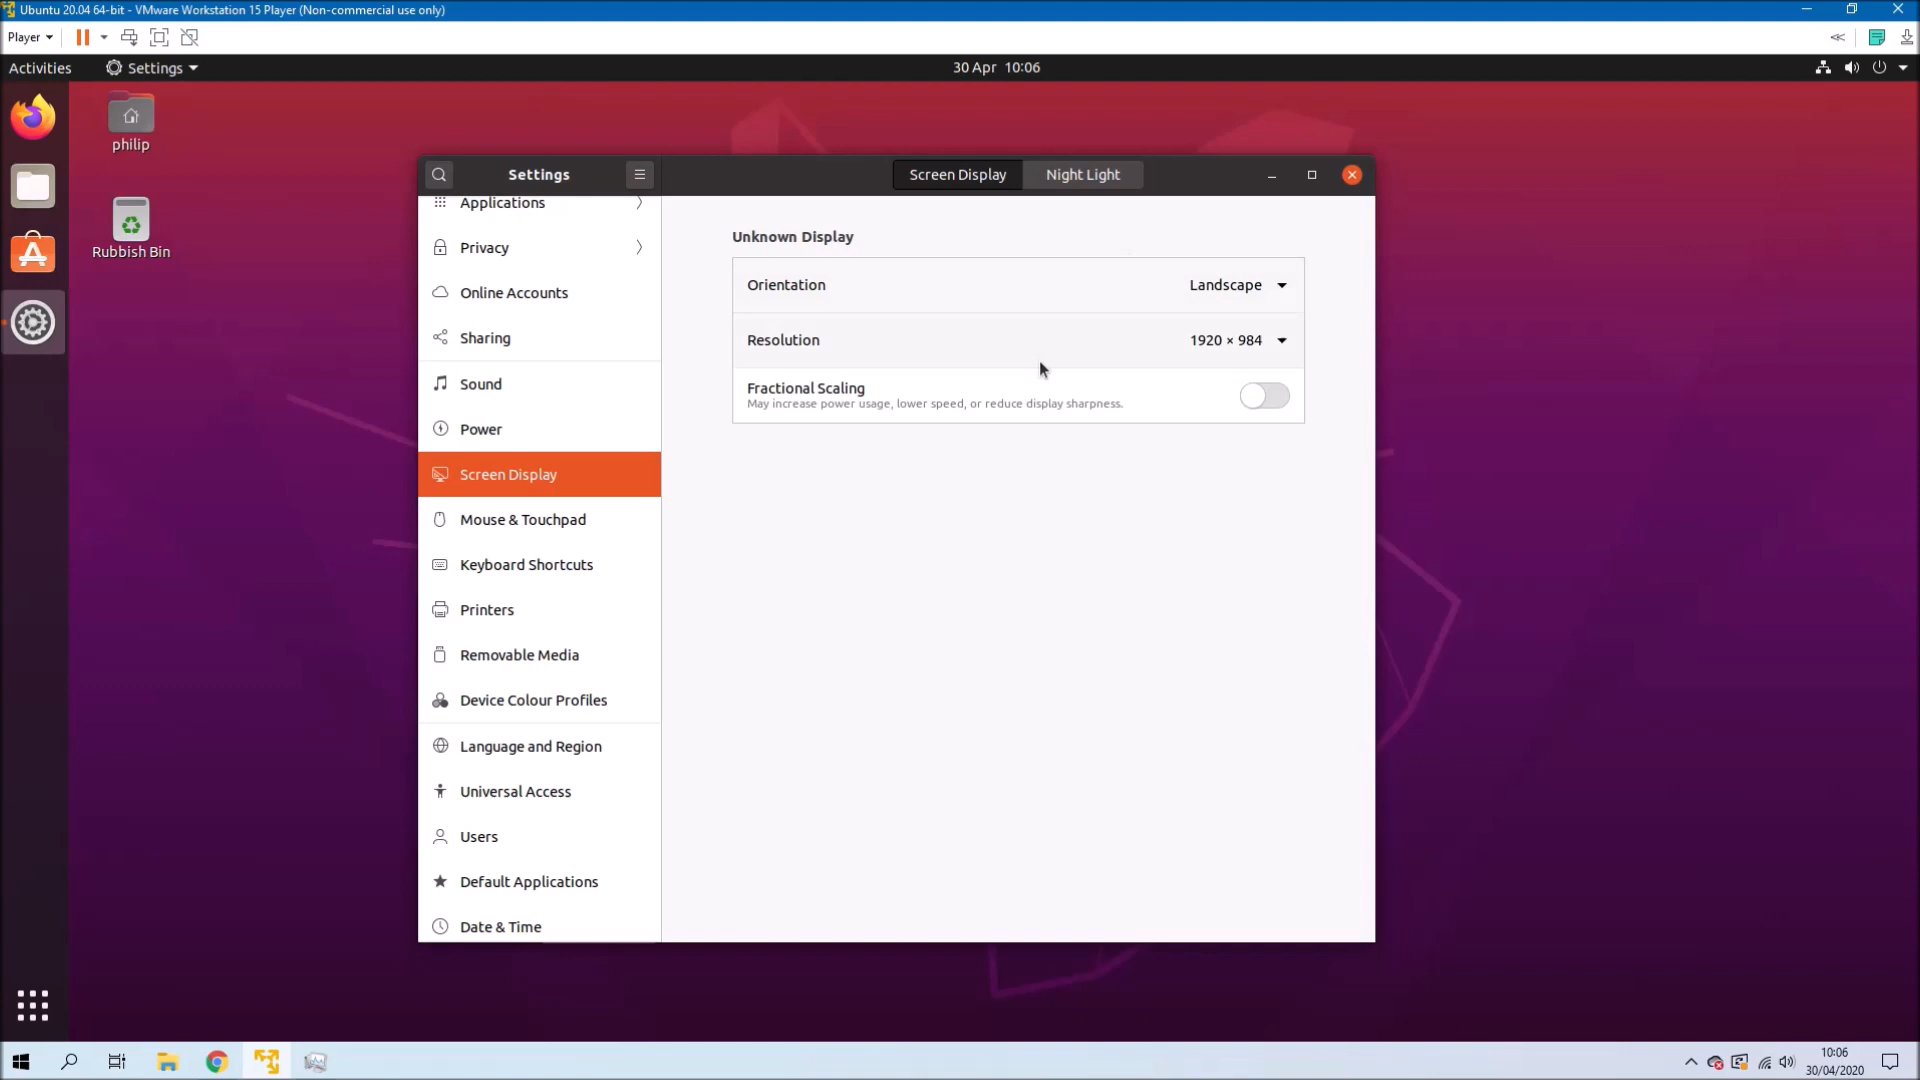 Ubuntu 20.04 64-bit - VMware Workstation 15 Player (Non-commercial use only)
Player
Activities
Settings
30 Apr 10:06
philip
Rubbish Bin
Settings
Screen Display
Night Light
Applications
Privacy
Online Accounts
Sharing
Sound
Power
Screen Display
Mouse & Touchpad
Keyboard Shortcuts
Printers
Removable Media
Device Colour Profiles
Language and Region
Universal Access
Users
Default Applications
Date & Time
Unknown Display
Orientation
Landscape
Resolution
1920 × 984
Fractional Scaling
May increase power usage, lower speed, or reduce display sharpness.
10:06
30/04/2020